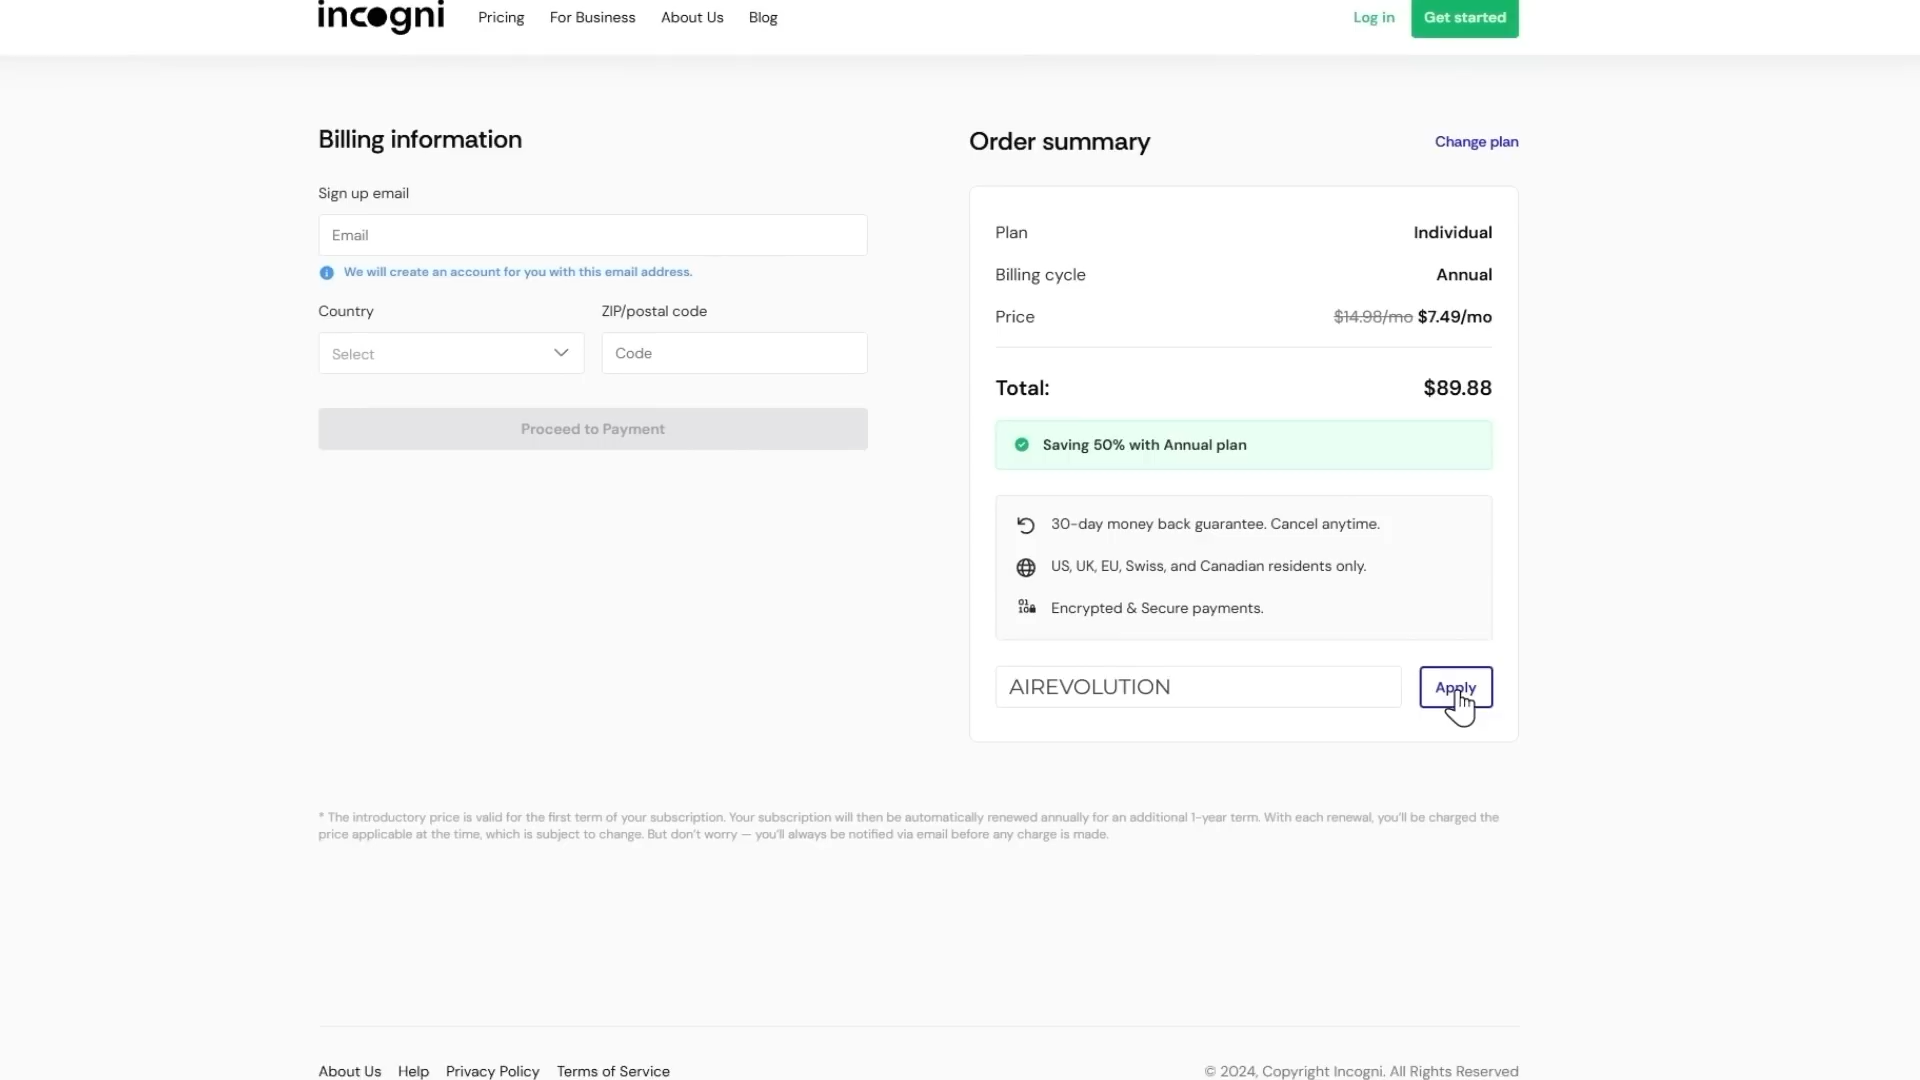 incogni
Pricing
For Business
About Us
Blog
Log in
Get started
Billing information
Sign up email
Email
We will create an account for you with this email address.
Country
ZIP/postal code
Select
Code
Proceed to Payment
Order summary
Change plan
Plan
Individual
Billing cycle
Annual
Price
$14.98/mo $7.49/mo
Total:
$89.88
Saving 50% with Annual plan
30-day money back guarantee. Cancel anytime.
US, UK, EU, Swiss, and Canadian residents only.
Encrypted & Secure payments.
AIREVOLUTION
Apply
* The introductory price is valid for the first term of your subscription. Your subscription will then be automatically renewed annually for an additional 1-year term. With each renewal, you'll be charged the
price applicable at the time, which is subject to change. But don't worry — you'll always be notified via email before any charge is made.
About Us
Help
Privacy Policy
Terms of Service
© 2024, Copyright Incogni. All Rights Reserved